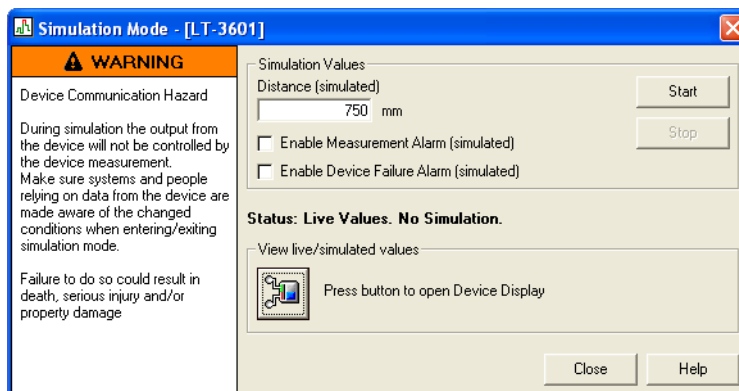 Simulation Mode - [LT-3601]
WARNING
Device Communication Hazard
During simulation the output from
the device will not be controlled by
the device measurement.
Make sure systems and people
relying on data from the device are
made aware of the changed
conditions when entering/exiting
simulation mode.
Failure to do so could result in
death, serious injury and/or
property damage
Simulation Values
Distance (simulated)
750 mm
Enable Measurement Alarm (simulated)
Enable Device Failure Alarm (simulated)
Start
Stop
Status: Live Values. No Simulation.
View live/simulated values
Press button to open Device Display
Close
Help